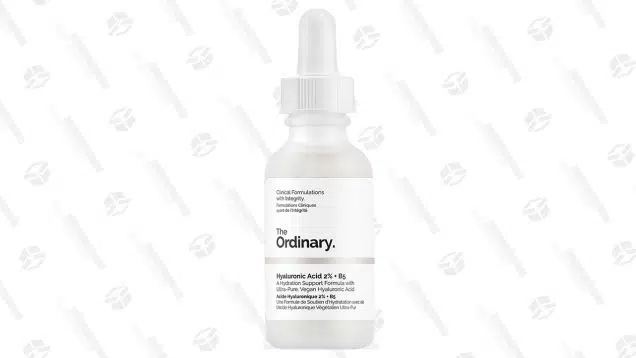 Clinical Formulations
with Integrity.
Formulations Cliniques
ayant de l'intégrité
The
Ordinary.
Hyaluronic Acid 2% + B5
A Hydration Support Formula with
Ultra-Pure, Vegan Hyaluronic Acid
Acide Hyaluronique 2% + B5
Une Formule de Soutien d'Hydratation avec de
l'Acide Hyaluronique Végétalien Ultra-Pur